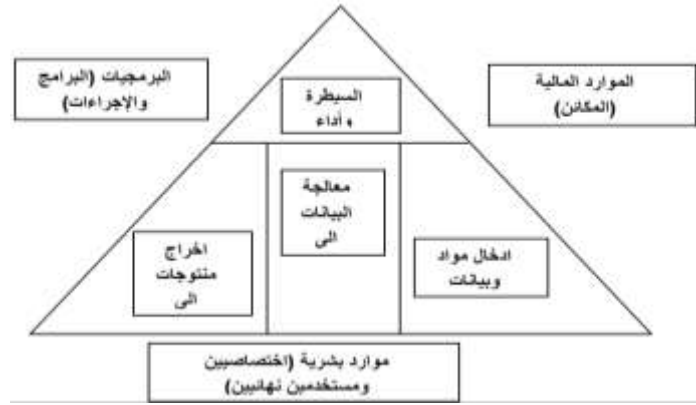 البرمجيات (البرامج
والإجراءات)
الموارد المالية
(المكائن)
السيطرة
وأداء
معالجة
البيانات
الى
ادخال مواد
وبيانات
اخراج
منتوجات
الى
موارد بشرية (اختصاصيين
ومستخدمين نهائيين)